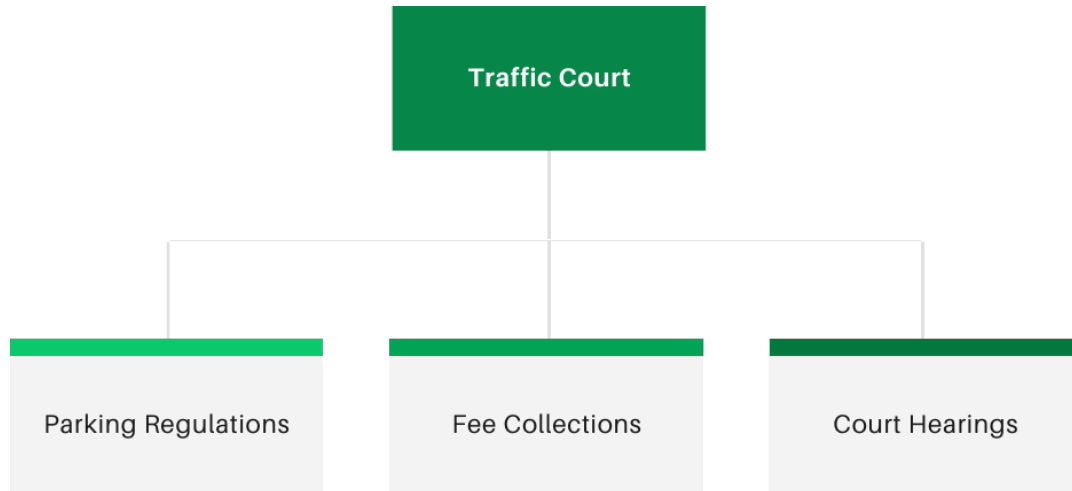 Traffic Court
Parking Regulations
Fee Collections
Court Hearings